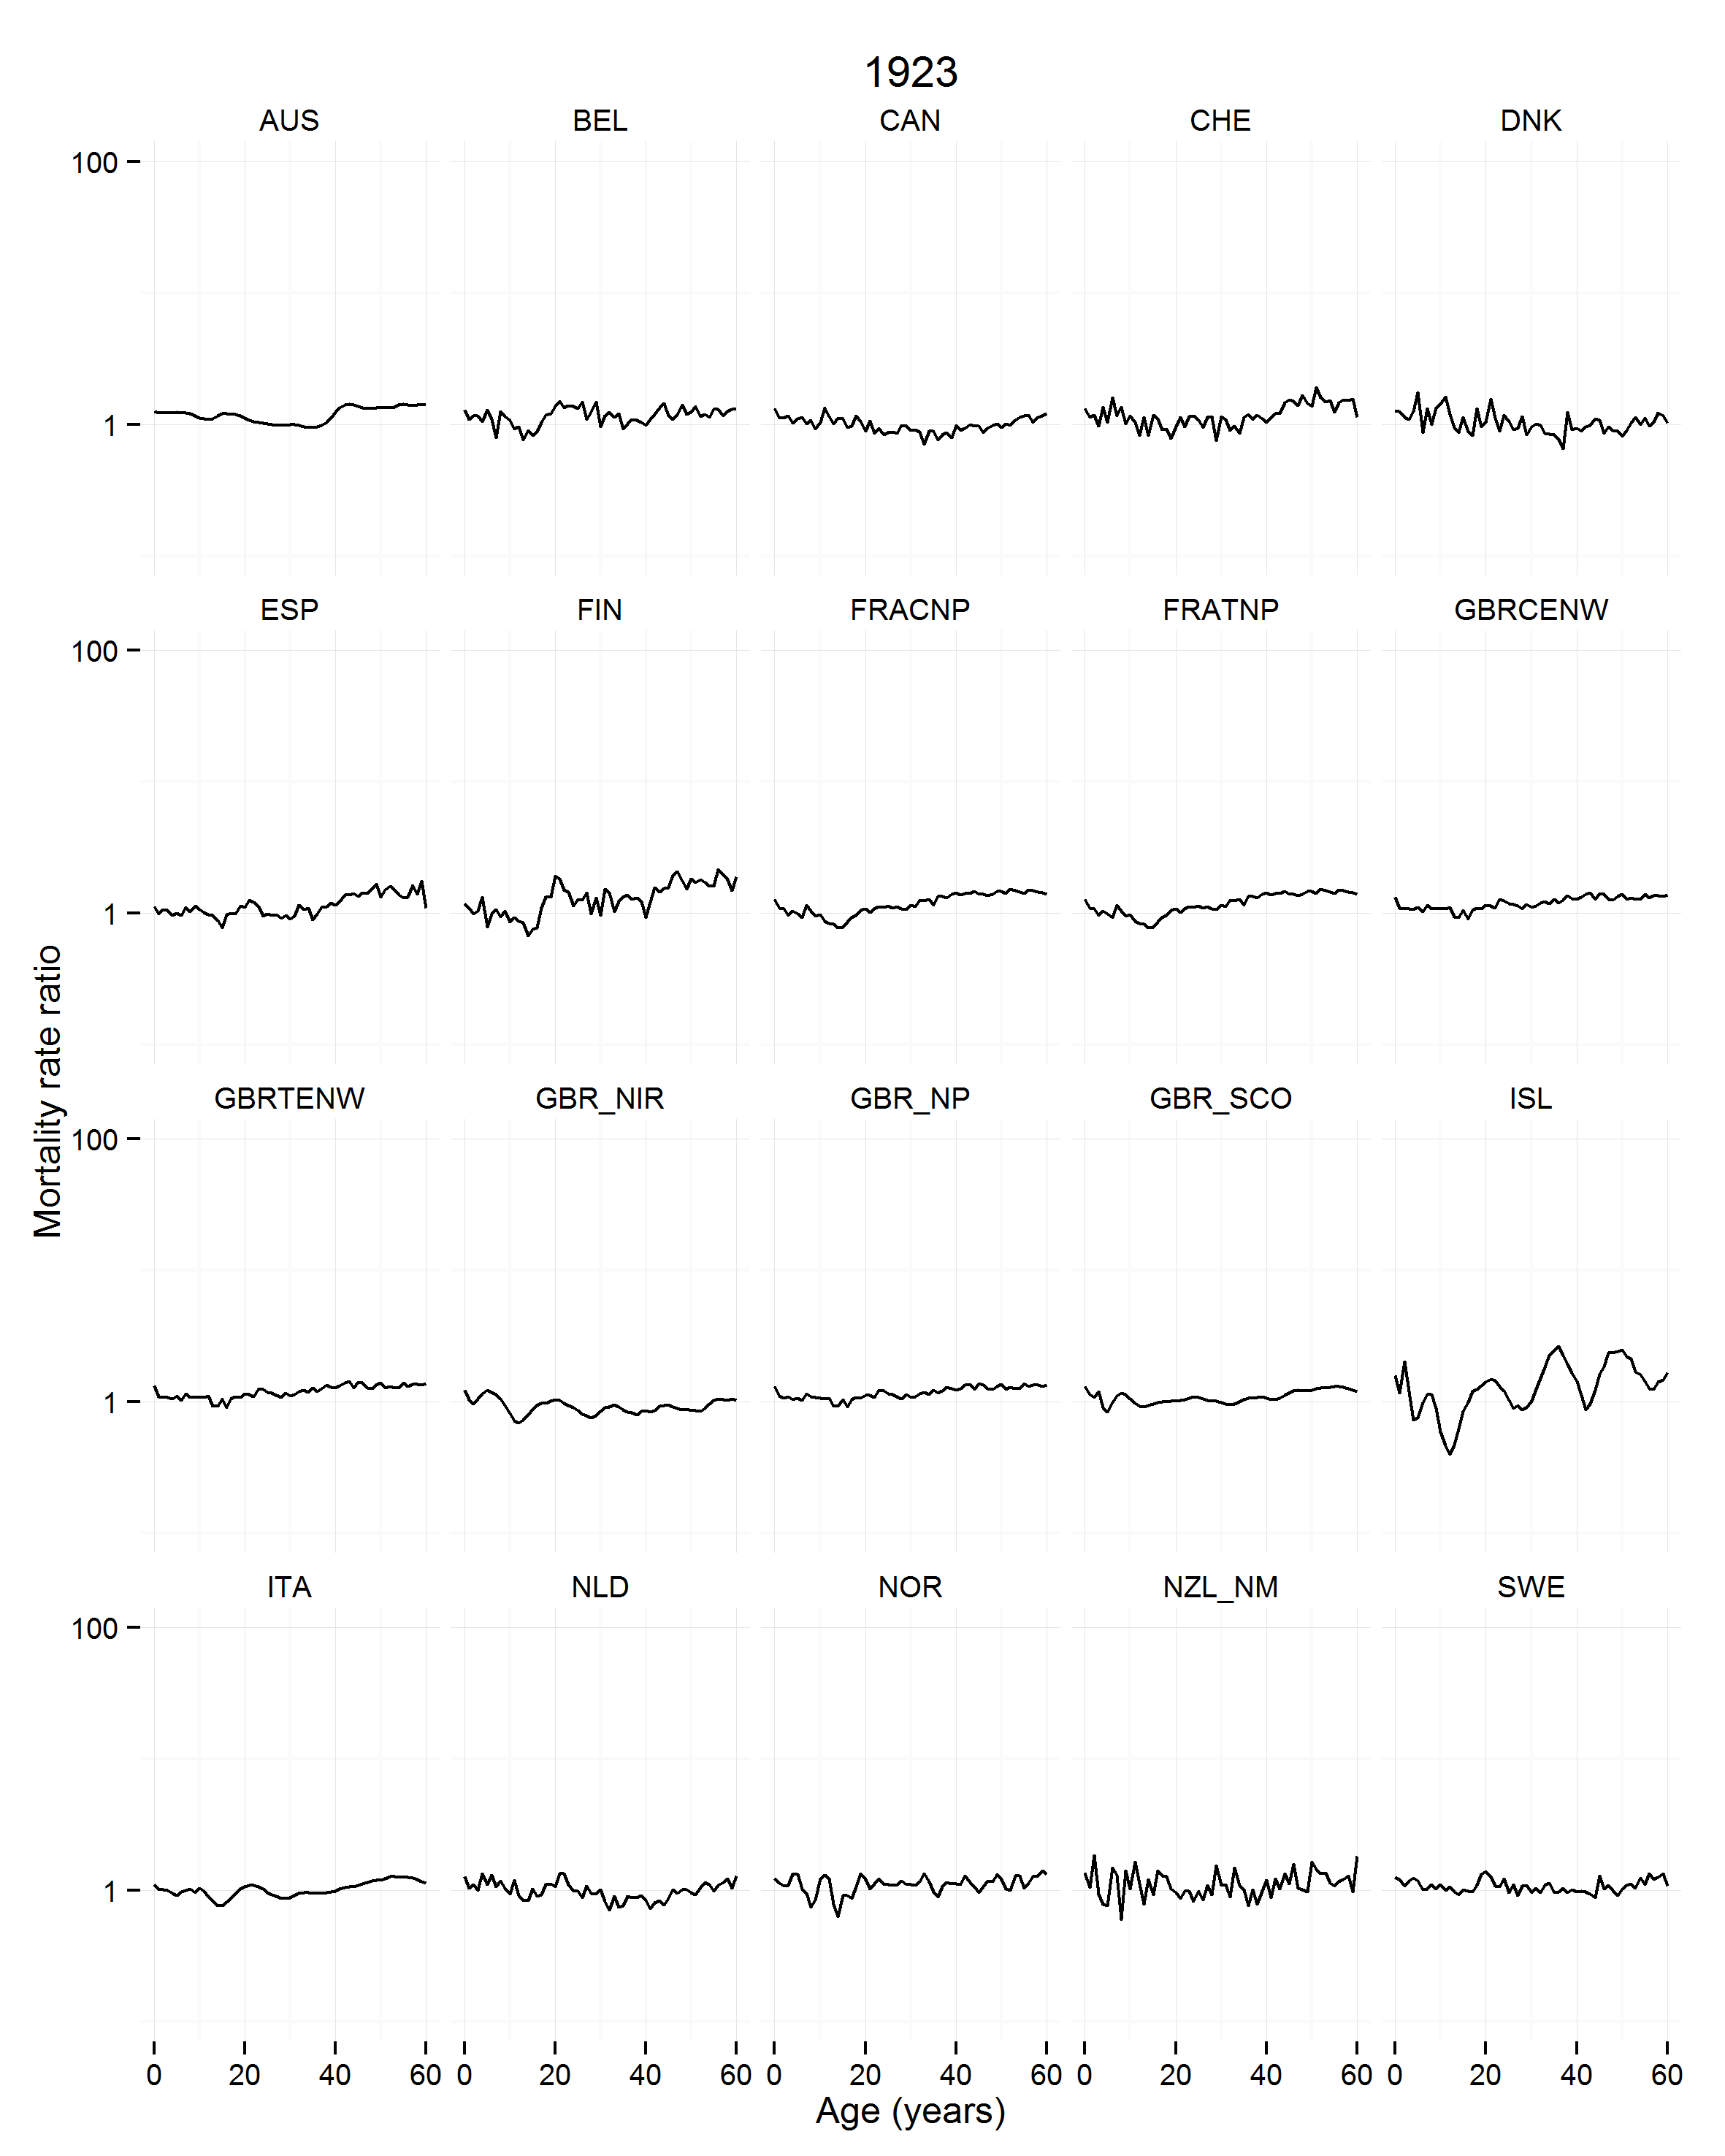 1923
AUS BEL CAN CHE DNK
100
1
ESP FIN FRACNP FRATNP GBRCENW
100
1
Mortality rate ratio
GBRTENW GBR_NIR GBR_NP GBR_SCO ISL
100
1
ITA NLD NOR NZL_NM SWE
100
1
0 20 40 60 0 20 40 60 0 20 40 60 0 20 40 60 0 20 40 60
Age (years)